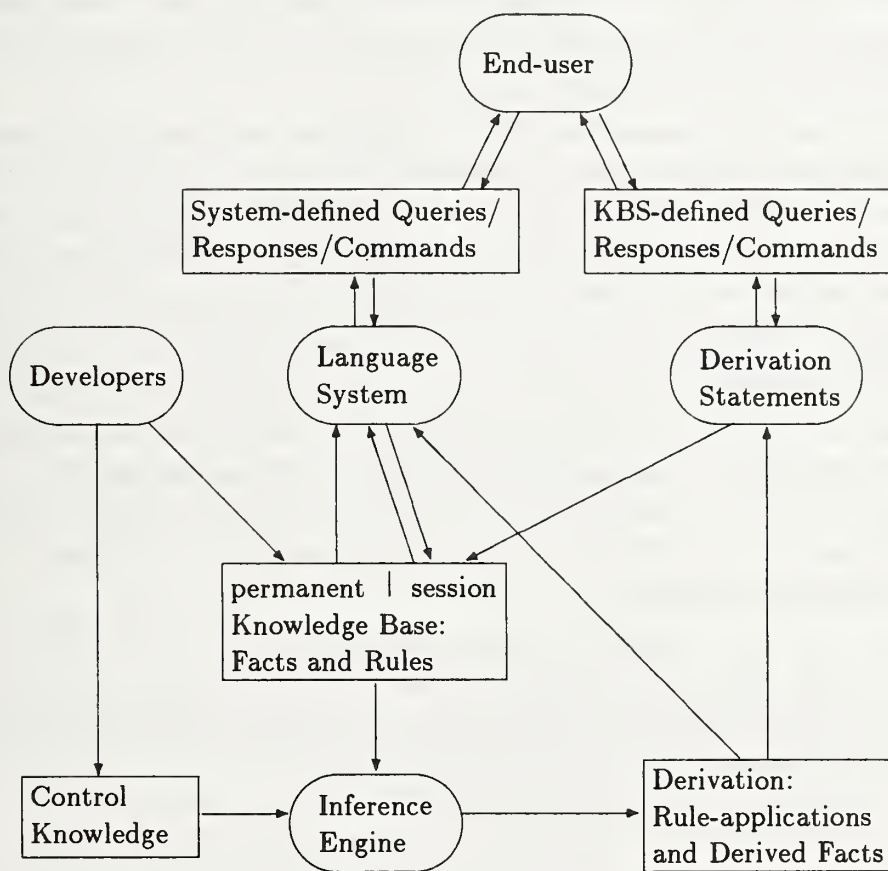 End-user
System-defined Queries/
Responses/Commands
KBS-defined Queries/
Responses/Commands
Developers
Language
System
Derivation
Statements
permanent | session
Knowledge Base:
Facts and Rules
Control
Knowledge
Inference
Engine
Derivation:
Rule-applications
and Derived Facts